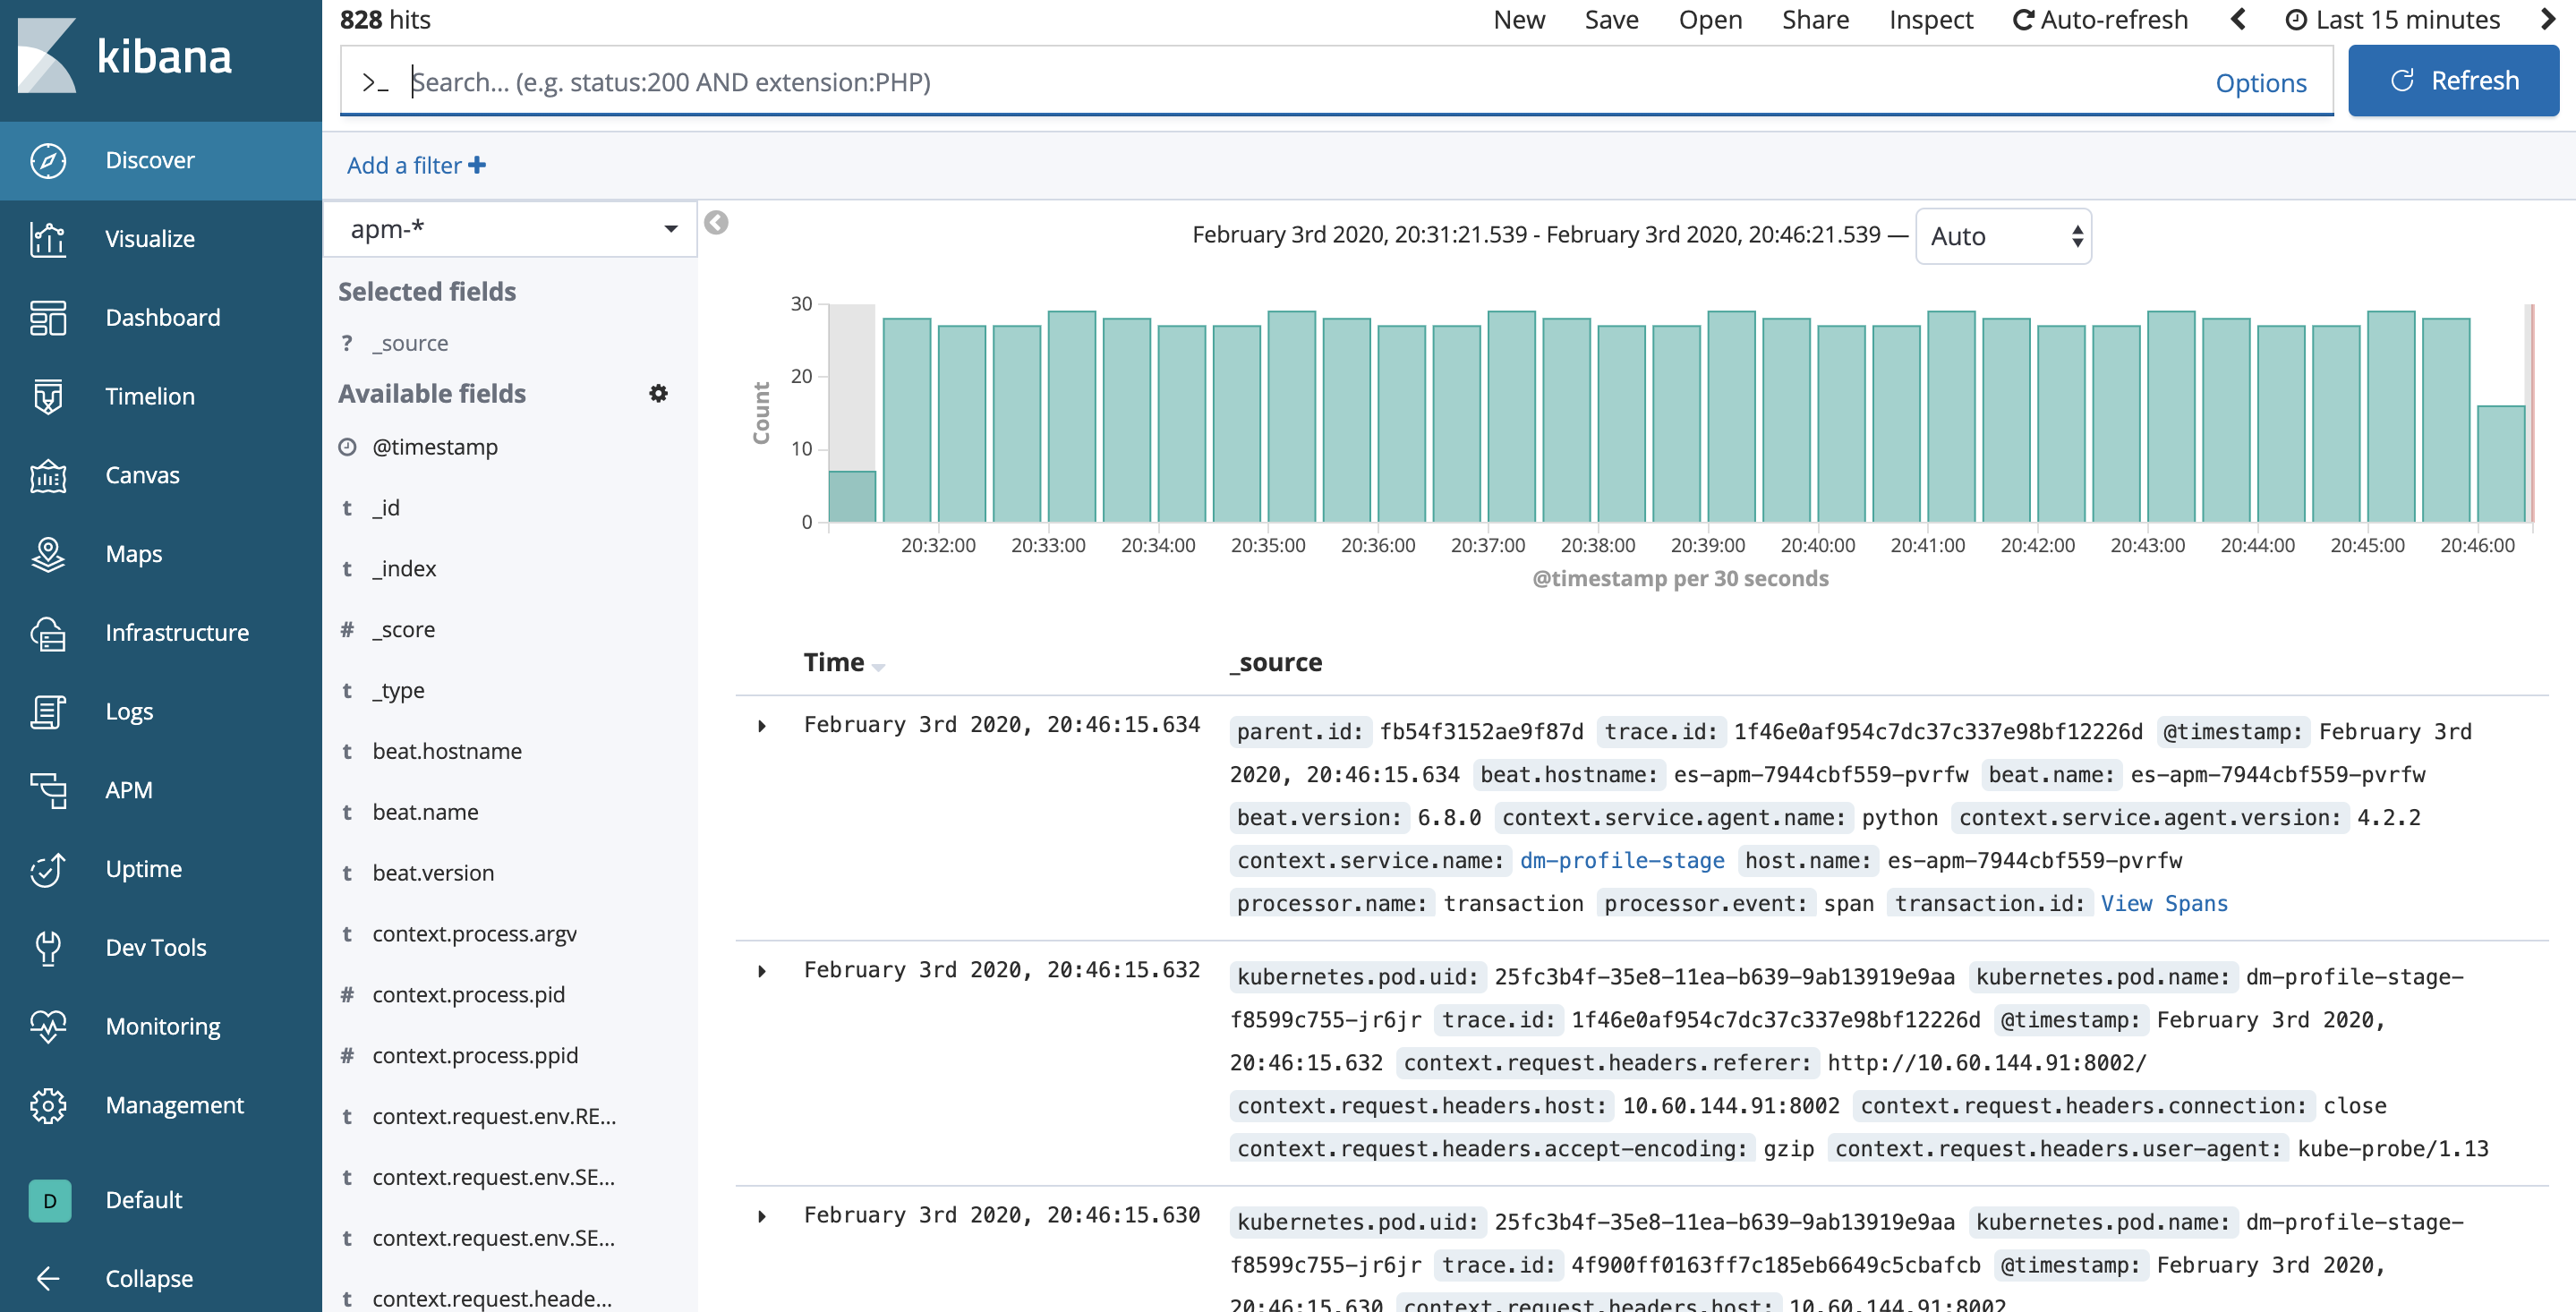 kibana
Discover
Visualize
Dashboard
Timelion
Canvas
Maps
Infrastructure
Logs
APM
Uptime
Dev Tools
Monitoring
Management
D Default
Collapse
828 hits
New Save Open Share Inspect Auto-refresh Last 15 minutes
>_ Search... (e.g. status:200 AND extension:PHP) Options Refresh
Add a filter +
apm-*
Selected fields
? _source
Available fields
@timestamp
t _id
t _index
# _score
t _type
t beat.hostname
t beat.name
t beat.version
t context.process.argv
# context.process.pid
# context.process.ppid
t context.request.env.RE...
t context.request.env.SE...
t context.request.env.SE...
t context.request.heade...
February 3rd 2020, 20:31:21.539 - February 3rd 2020, 20:46:21.539 — Auto
Count
30
20
10
0
20:32:00 20:33:00 20:34:00 20:35:00 20:36:00 20:37:00 20:38:00 20:39:00 20:40:00 20:41:00 20:42:00 20:43:00 20:44:00 20:45:00 20:46:00
@timestamp per 30 seconds
Time _source
February 3rd 2020, 20:46:15.634 parent.id: fb54f3152ae9f87d trace.id: 1f46e0af954c7dc37c337e98bf12226d @timestamp: February 3rd
2020, 20:46:15.634 beat.hostname: es-apm-7944cbf559-pvrfw beat.name: es-apm-7944cbf559-pvrfw
beat.version: 6.8.0 context.service.agent.name: python context.service.agent.version: 4.2.2
context.service.name: dm-profile-stage host.name: es-apm-7944cbf559-pvrfw
processor.name: transaction processor.event: span transaction.id: View Spans
February 3rd 2020, 20:46:15.632 kubernetes.pod.uid: 25fc3b4f-35e8-11ea-b639-9ab13919e9aa kubernetes.pod.name: dm-profile-stage-
f8599c755-jr6jr trace.id: 1f46e0af954c7dc37c337e98bf12226d @timestamp: February 3rd 2020,
20:46:15.632 context.request.headers.referer: http://10.60.144.91:8002/
context.request.headers.host: 10.60.144.91:8002 context.request.headers.connection: close
context.request.headers.accept-encoding: gzip context.request.headers.user-agent: kube-probe/1.13
February 3rd 2020, 20:46:15.630 kubernetes.pod.uid: 25fc3b4f-35e8-11ea-b639-9ab13919e9aa kubernetes.pod.name: dm-profile-stage-
f8599c755-jr6jr trace.id: 4f900ff0163ff7c185eb6649c5cbafcb @timestamp: February 3rd 2020,
20:46:15.630 context.request.headers.host: 10.60.144.91:8002